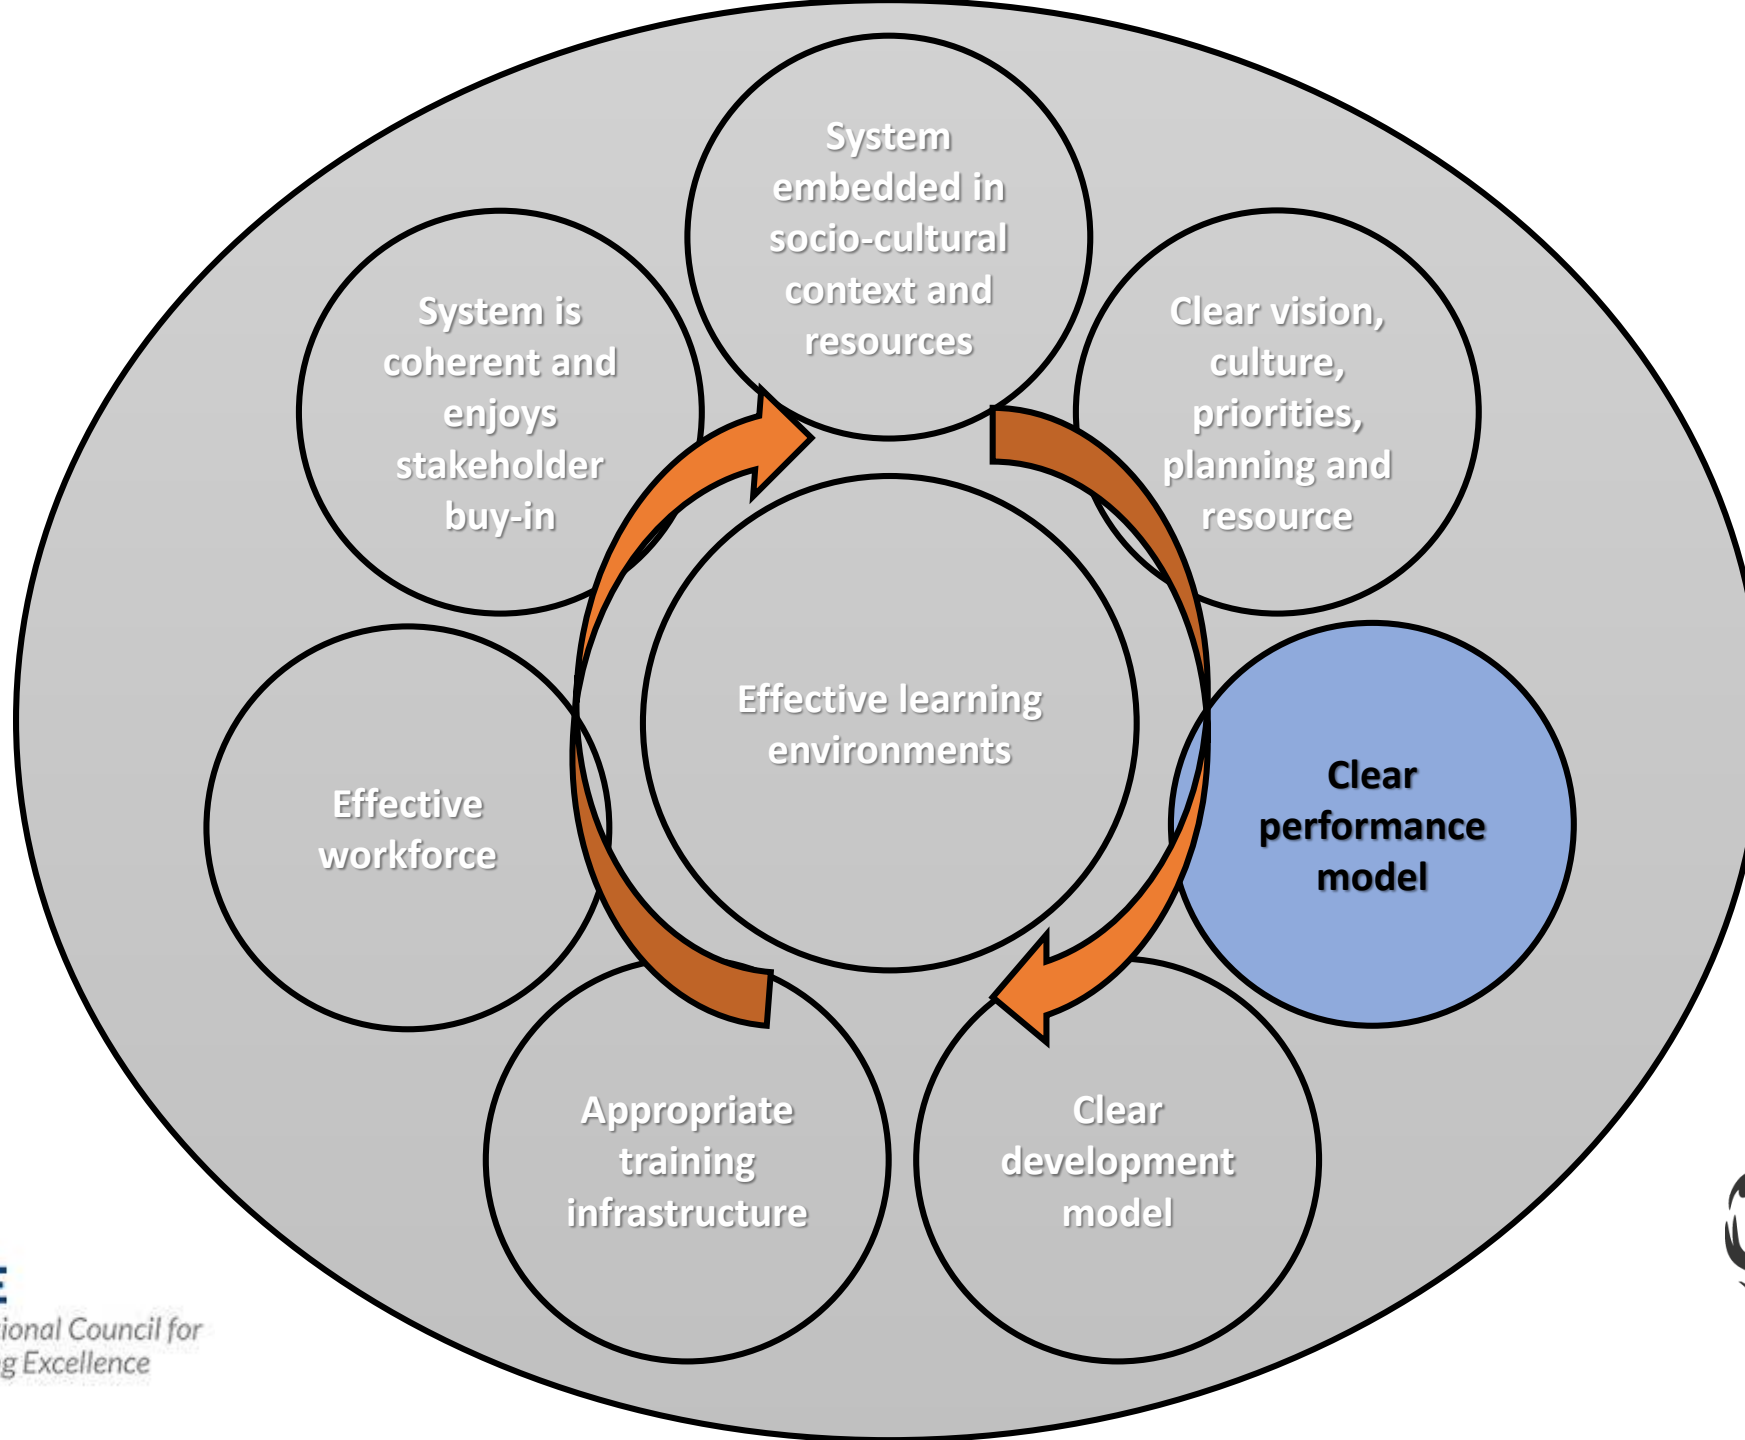 System
embedded in
socio-cultural
context and
resources
Clear vision,
culture,
priorities,
planning and
resource
Clear
performance
model
Clear
development
model
Appropriate
training
infrastructure
Effective
workforce
System is
coherent and
enjoys
stakeholder
buy-in
Effective learning
environments
Council for
Excellence